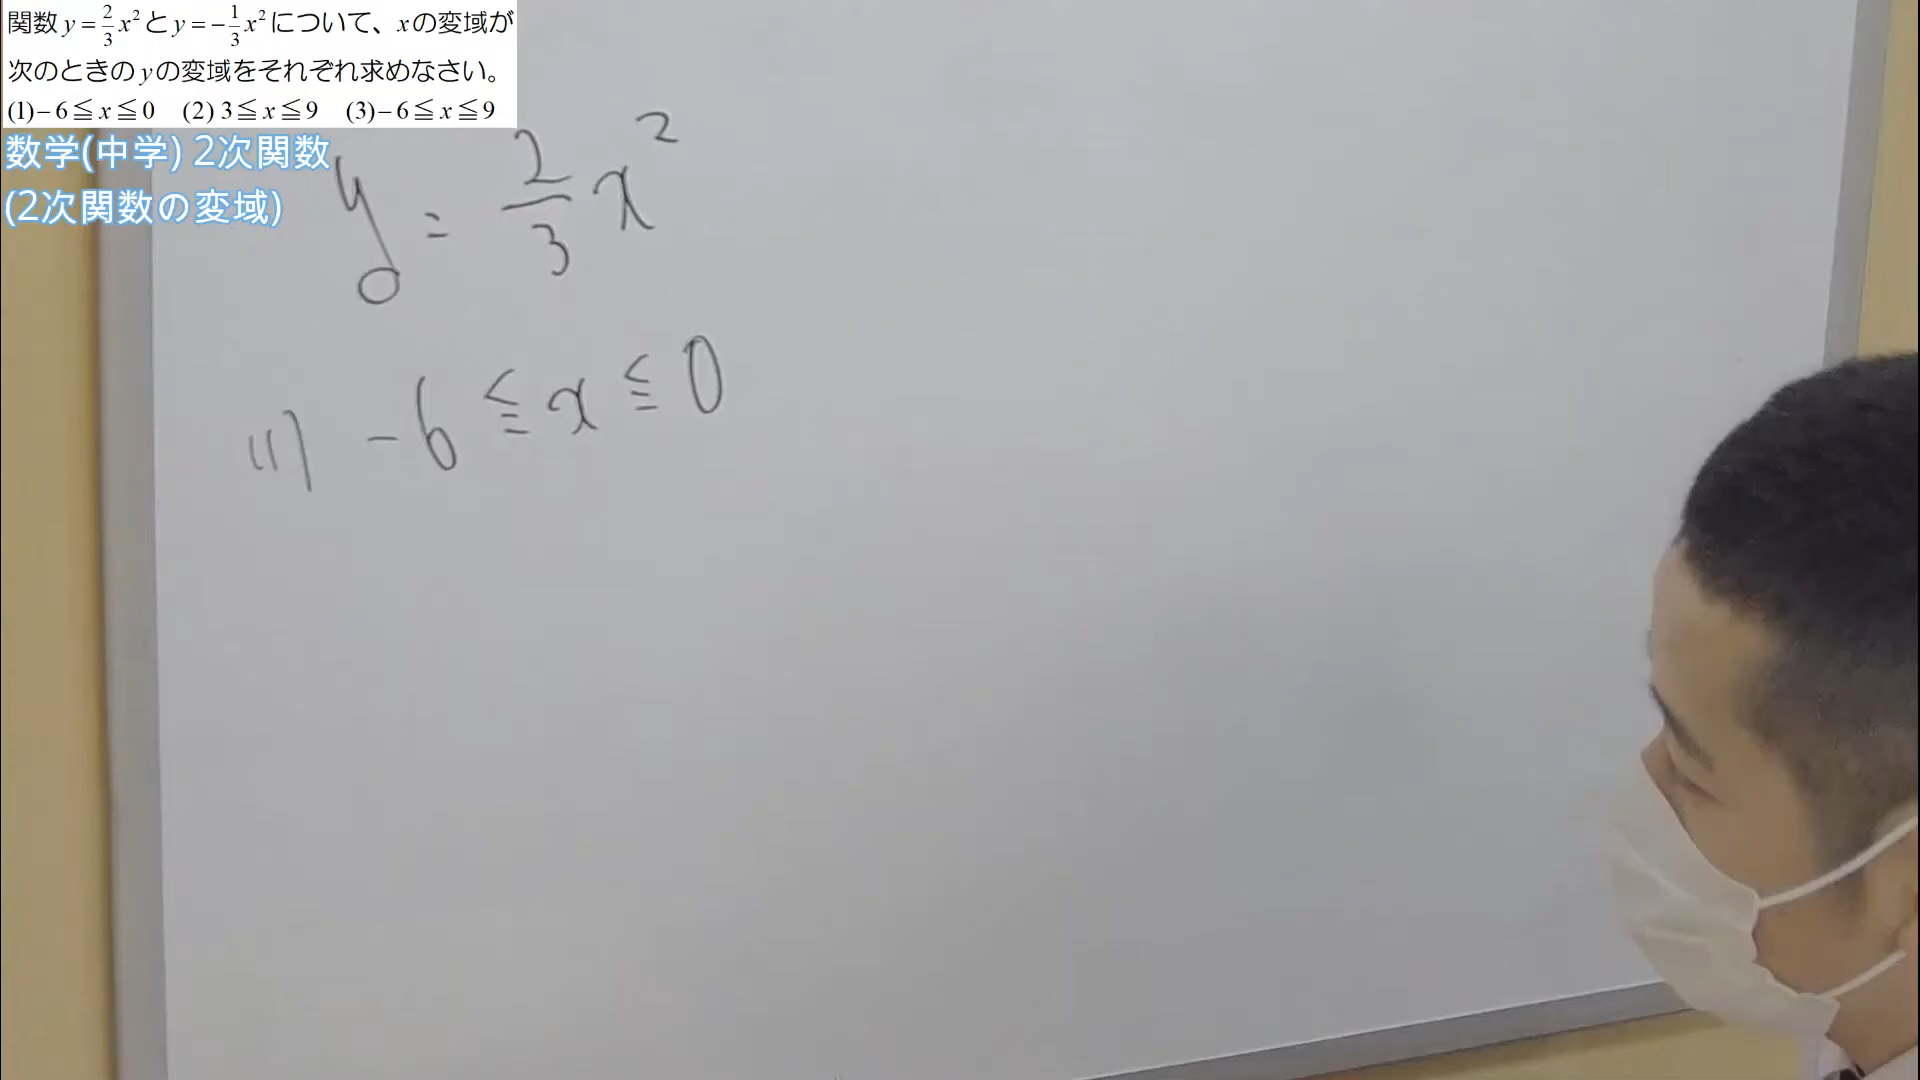 関数 y = 2/3 x² と y = -1/3 x² について、x の変域が
次のときの y の変域をそれぞれ求めなさい。
(1) -6 ≦ x ≦ 0 (2) 3 ≦ x ≦ 9 (3) -6 ≦ x ≦ 9
数学(中学) 2次関数
(2次関数の変域)
y = 2/3 x²
(1) -6 ≦ x ≦ 0